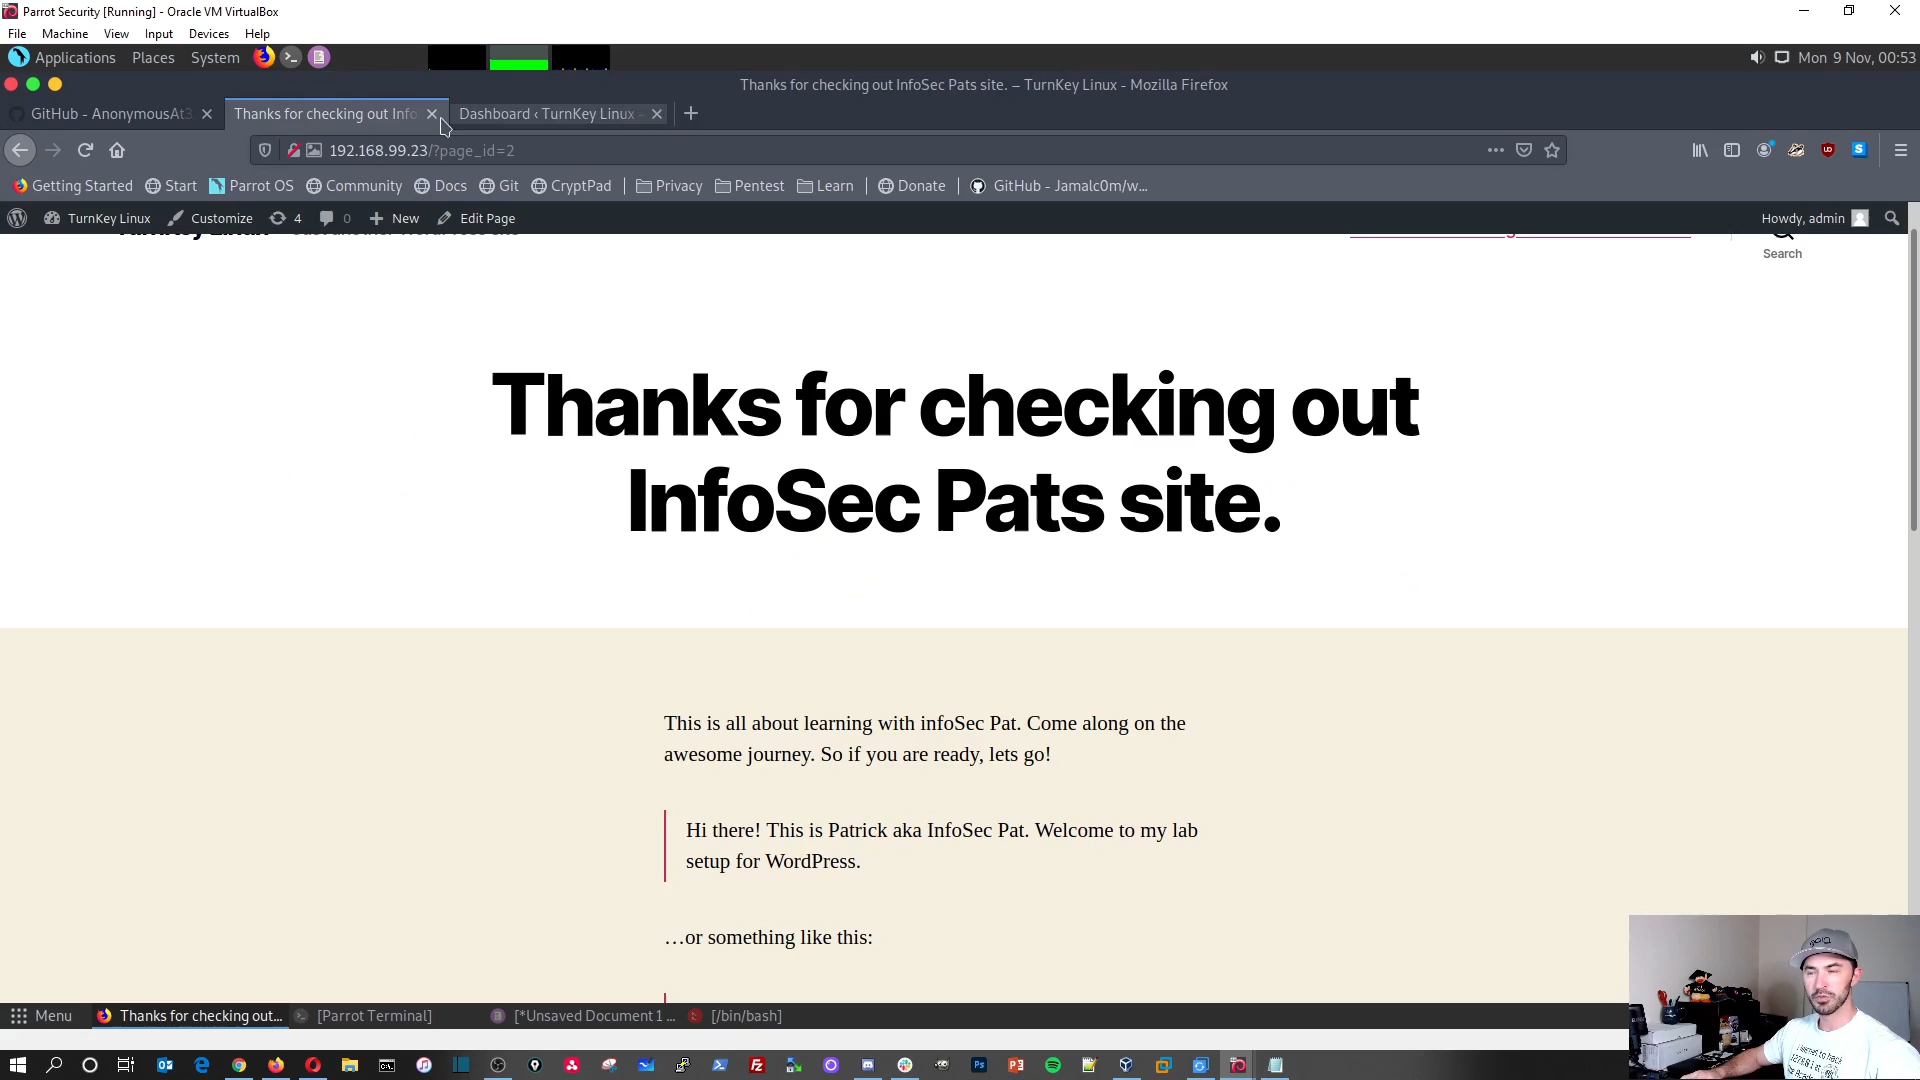 Parrot Security [Running] - Oracle VM VirtualBox
File Machine View Input Devices Help
Applications Places System
Mon 9 Nov, 00:53
Thanks for checking out InfoSec Pats site. – TurnKey Linux - Mozilla Firefox
GitHub - AnonymousAt3
Thanks for checking out Info
Dashboard ‹ TurnKey Linux -
192.168.99.23/?page_id=2
Getting Started Start Parrot OS Community Docs Git CryptPad Privacy Pentest Learn Donate GitHub - Jamalc0m/w...
TurnKey Linux Customize 4 0 New Edit Page
Howdy, admin
Search
Thanks for checking out
InfoSec Pats site.
This is all about learning with infoSec Pat. Come along on the
awesome journey. So if you are ready, lets go!
Hi there! This is Patrick aka InfoSec Pat. Welcome to my lab
setup for WordPress.
…or something like this:
Menu Thanks for checking out... [Parrot Terminal] [*Unsaved Document 1 ... [/bin/bash]